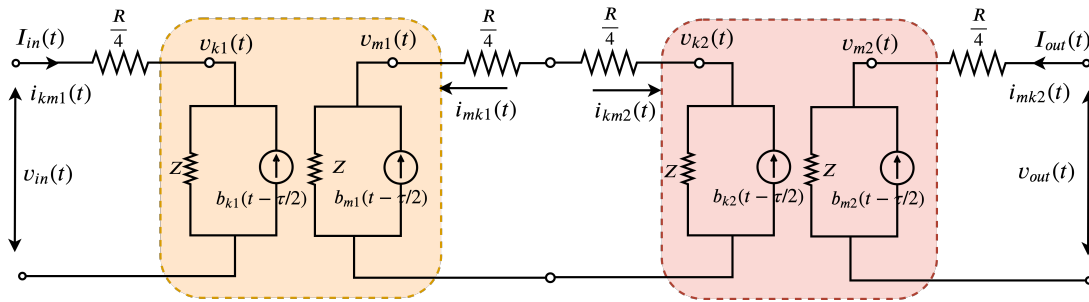 R/4
R/4
R/4
R/4
I_in(t)
v_k1(t)
v_m1(t)
v_k2(t)
v_m2(t)
I_out(t)
i_km1(t)
i_mk1(t)
i_km2(t)
i_mk2(t)
Z
Z
Z
Z
v_in(t)
b_k1(t − τ/2)
b_m1(t − τ/2)
b_k2(t − τ/2)
b_m2(t − τ/2)
v_out(t)